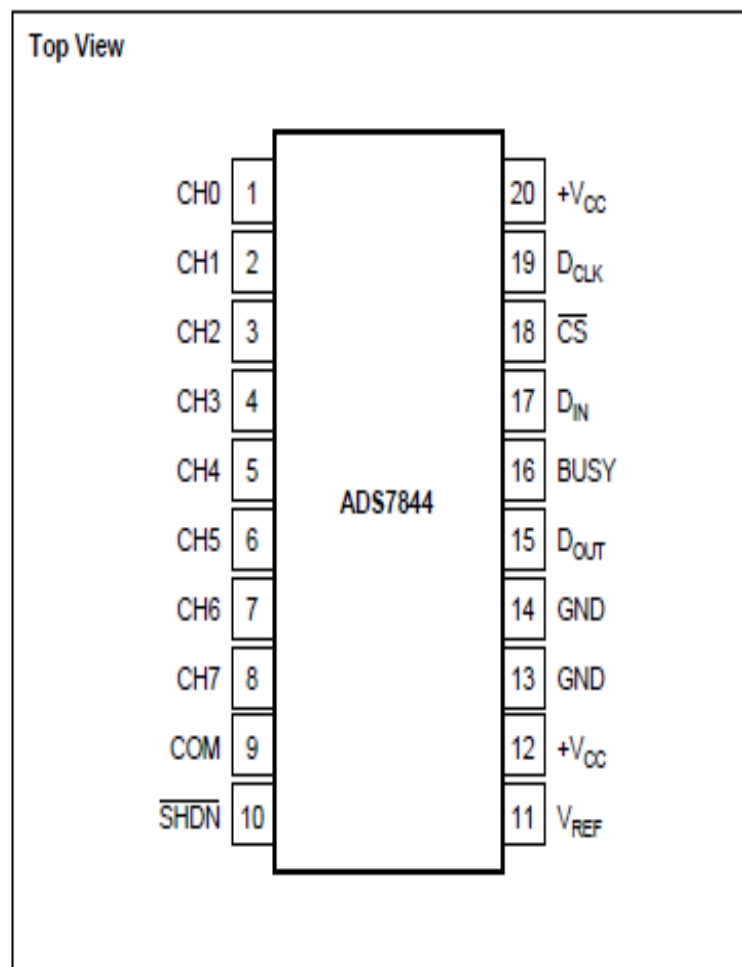 Top View
CH0 1 20 +VCC
CH1 2 19 DCLK
CH2 3 18 C̅S̅
CH3 4 17 DIN
CH4 5 16 BUSY
ADS7844
CH5 6 15 DOUT
CH6 7 14 GND
CH7 8 13 GND
COM 9 12 +VCC
S̅H̅D̅N̅ 10 11 VREF